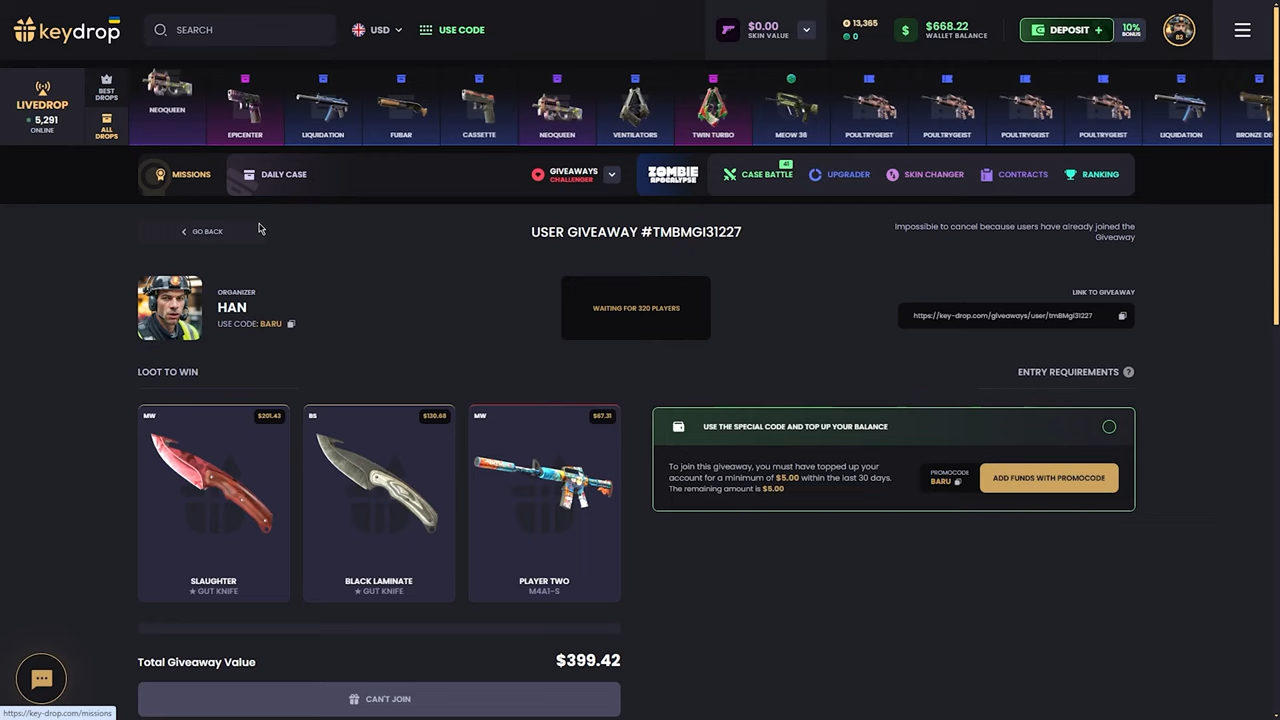 keydrop
SEARCH
USD
USE CODE
$0.00
SKIN VALUE
13,365
0
$
$668.22
WALLET BALANCE
DEPOSIT +
10%
BONUS
82
LIVEDROP
5,291
ONLINE
BEST
DROPS
ALL
DROPS
NEOQUEEN
EPICENTER
LIQUIDATION
FUBAR
CASSETTE
NEOQUEEN
VENTILATORS
TWIN TURBO
MEOW 36
POULTRYGEIST
POULTRYGEIST
POULTRYGEIST
POULTRYGEIST
LIQUIDATION
BRONZE DE
MISSIONS
DAILY CASE
GIVEAWAYS
CHALLENGER
ZOMBIE
APOCALYPSE
CASE BATTLE
41
UPGRADER
SKIN CHANGER
CONTRACTS
RANKING
GO BACK
USER GIVEAWAY #TMBMGI31227
Impossible to cancel because users have already joined the
Giveaway
ORGANIZER
HAN
USE CODE: BARU
WAITING FOR 320 PLAYERS
LINK TO GIVEAWAY
https://key-drop.com/giveaways/user/tmBMgi31227
LOOT TO WIN
ENTRY REQUIREMENTS ?
MW
$201.43
SLAUGHTER
★ GUT KNIFE
BS
$130.68
BLACK LAMINATE
★ GUT KNIFE
MW
$67.31
PLAYER TWO
M4A1-S
USE THE SPECIAL CODE AND TOP UP YOUR BALANCE
To join this giveaway, you must have topped up your
account for a minimum of $5.00 within the last 30 days.
The remaining amount is $5.00
PROMOCODE
BARU
ADD FUNDS WITH PROMOCODE
Total Giveaway Value
$399.42
CAN'T JOIN
https://key-drop.com/missions